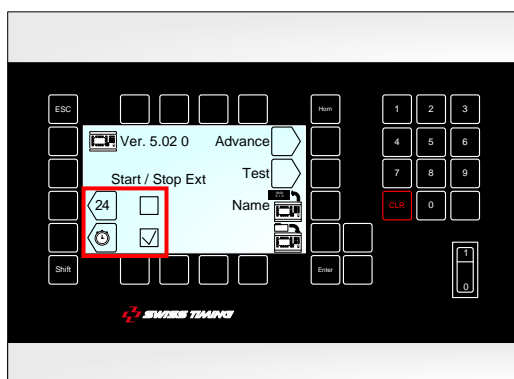 ESC
Horn
1 2 3
Ver. 5.02 0 Advance
4 5 6
Start / Stop Ext Test
7 8 9
24 Name
CLR 0
Shift
Enter
1
0
SWISS TIMING